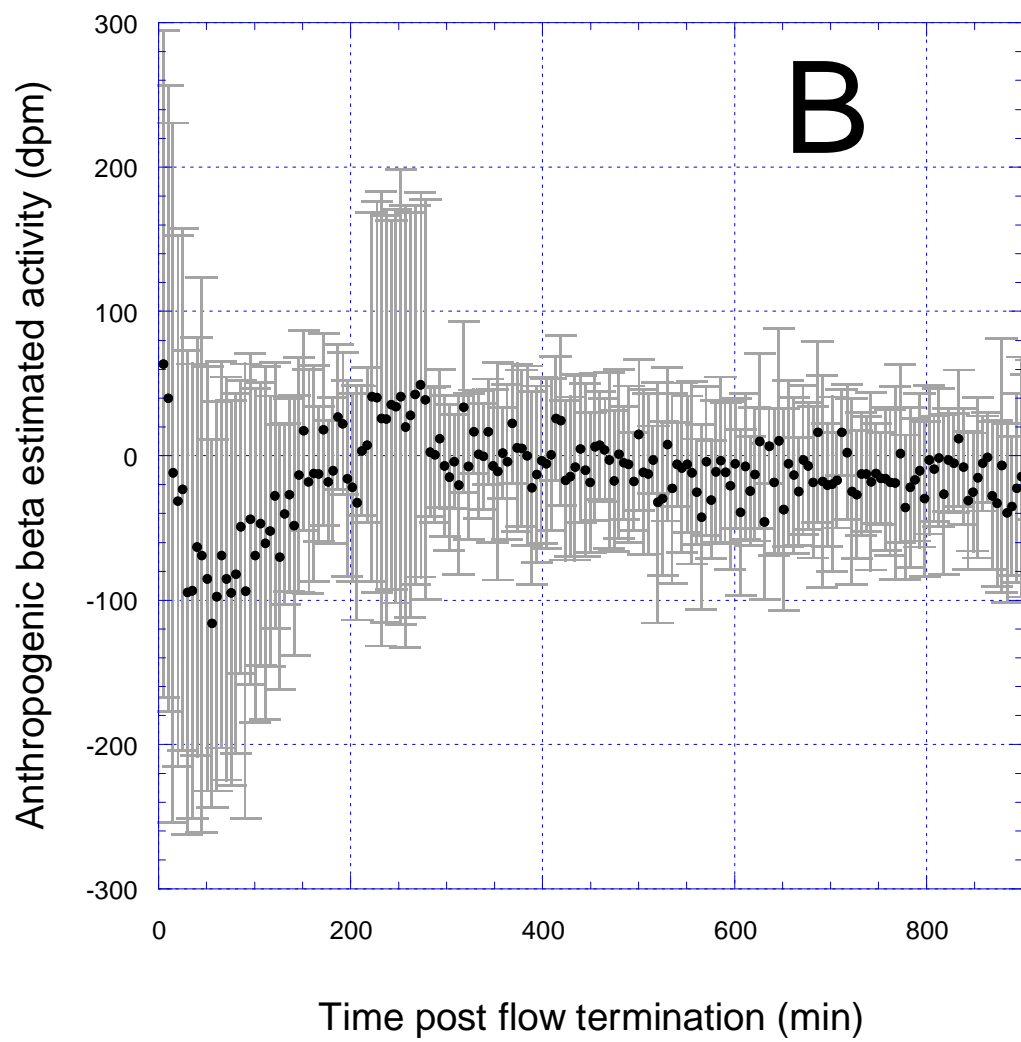 B
Anthropogenic beta estimated activity (dpm)
300
200
100
0
-100
-200
-300
0 200 400 600 800
Time post flow termination (min)